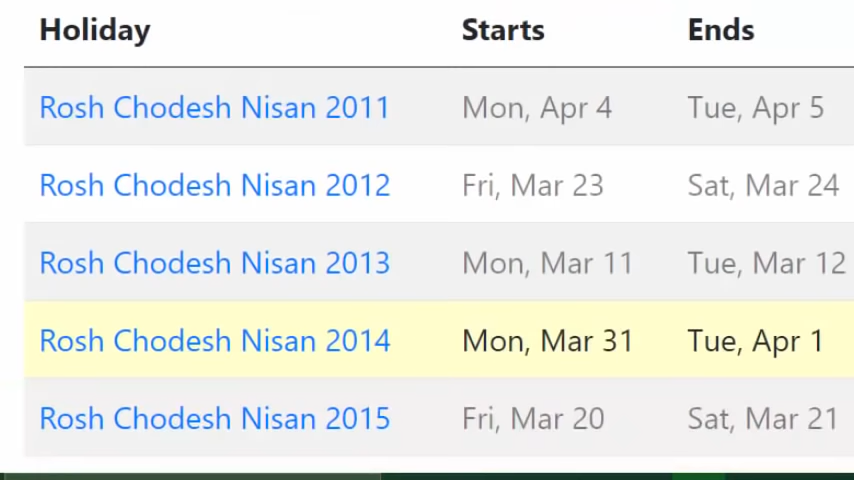 Holiday Starts Ends
Rosh Chodesh Nisan 2011 Mon, Apr 4 Tue, Apr 5
Rosh Chodesh Nisan 2012 Fri, Mar 23 Sat, Mar 24
Rosh Chodesh Nisan 2013 Mon, Mar 11 Tue, Mar 12
Rosh Chodesh Nisan 2014 Mon, Mar 31 Tue, Apr 1
Rosh Chodesh Nisan 2015 Fri, Mar 20 Sat, Mar 21